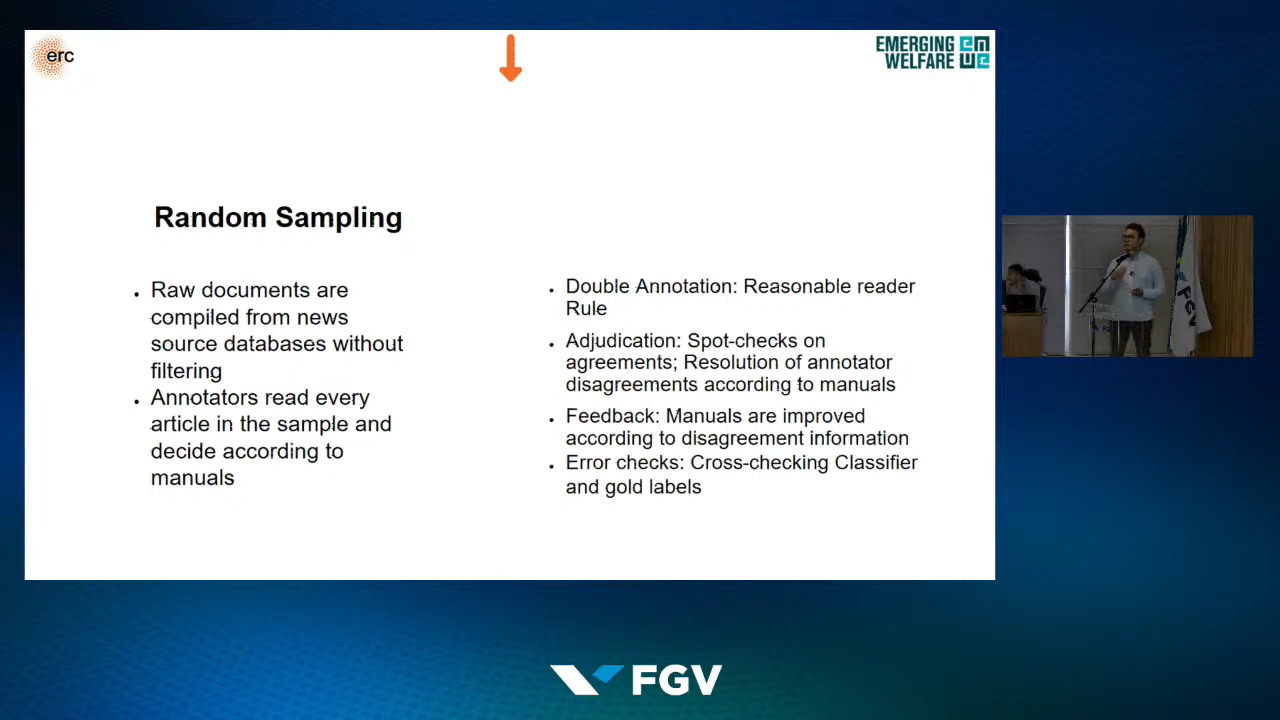 erc
EMERGING
WELFARE
Random Sampling
• Raw documents are
compiled from news
source databases without
filtering
• Annotators read every
article in the sample and
decide according to
manuals
• Double Annotation: Reasonable reader
Rule
• Adjudication: Spot-checks on
agreements; Resolution of annotator
disagreements according to manuals
• Feedback: Manuals are improved
according to disagreement information
• Error checks: Cross-checking Classifier
and gold labels
FGV
FGV